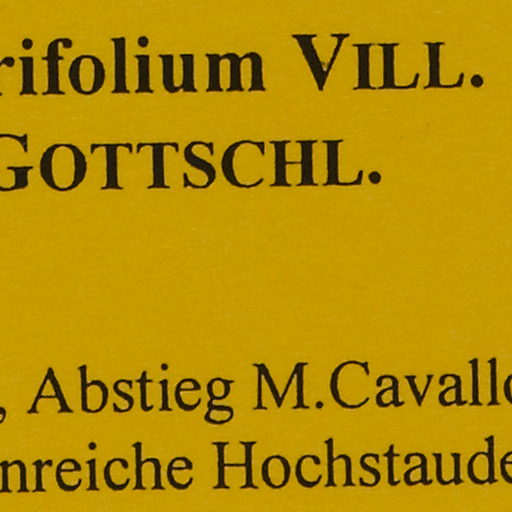 rifolium VILL.
GOTTSCHL.
, Abstieg M.Cavallo
nreiche Hochstaude